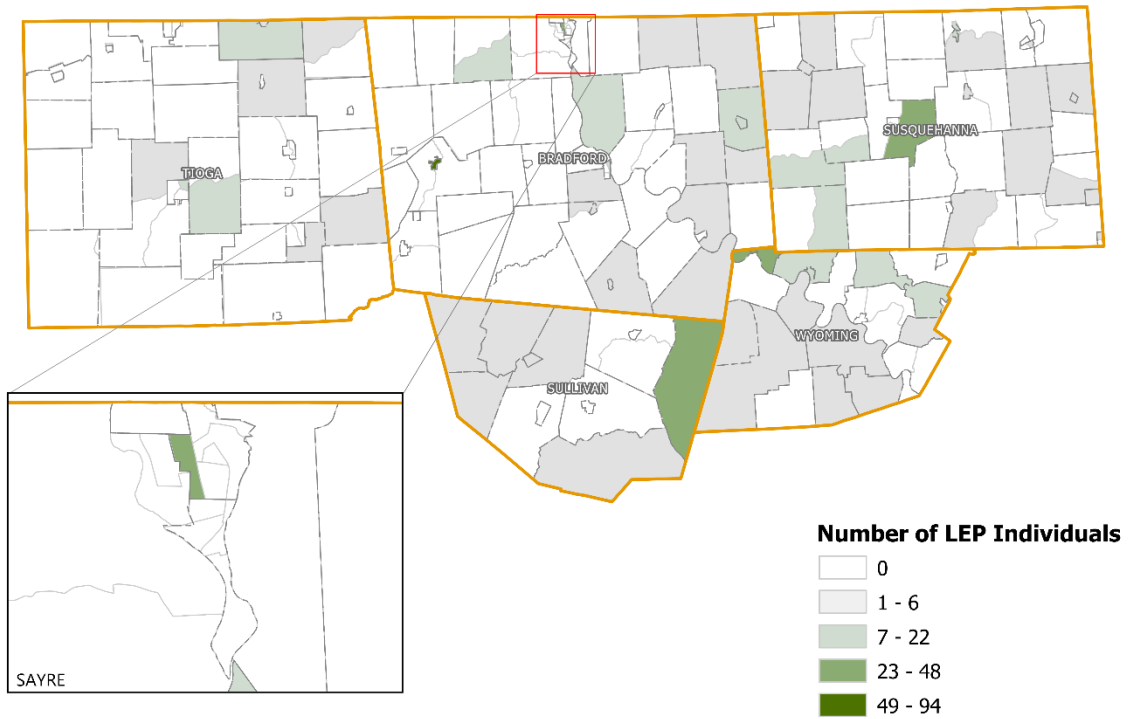 SUSQUEHANNA
BRADFORD
TIOGA
WYOMING
SULLIVAN
SAYRE
Number of LEP Individuals
0
1 - 6
7 - 22
23 - 48
49 - 94